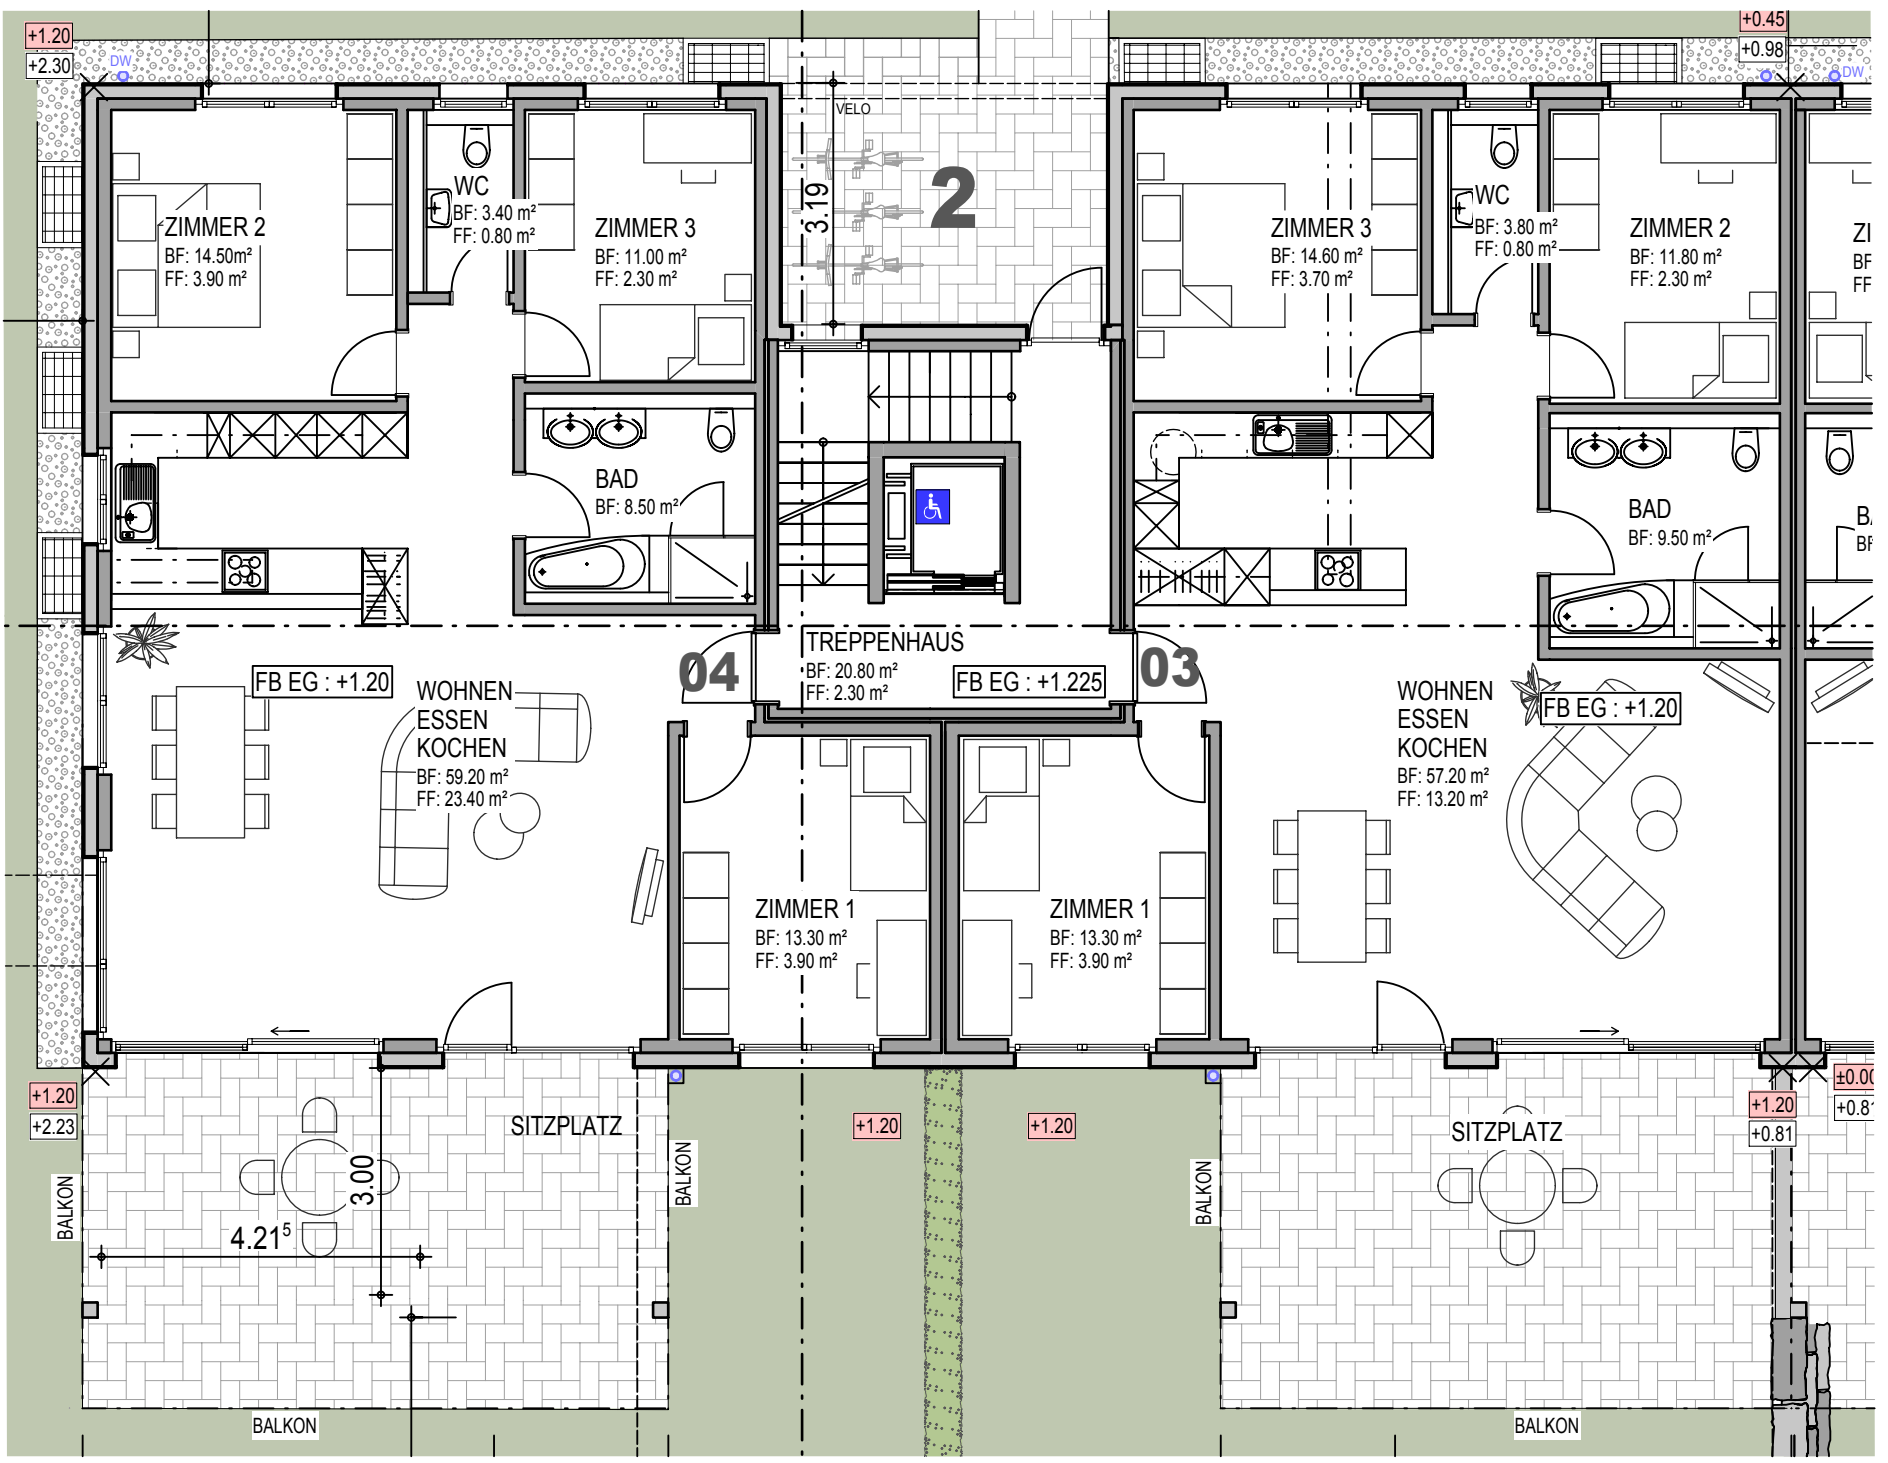 +1.20
+2.30
DW
+0.45
+0.98
DW
VELO
3.19
2
ZIMMER 2
BF: 14.50m²
FF: 3.90 m²
WC
BF: 3.40 m²
FF: 0.80 m²
ZIMMER 3
BF: 11.00 m²
FF: 2.30 m²
ZIMMER 3
BF: 14.60 m²
FF: 3.70 m²
WC
BF: 3.80 m²
FF: 0.80 m²
ZIMMER 2
BF: 11.80 m²
FF: 2.30 m²
ZI
BF
FF
BAD
BF: 8.50 m²
BAD
BF: 9.50 m²
BF
TREPPENHAUS
BF: 20.80 m²
FF: 2.30 m²
04
03
FB EG : +1.20
FB EG : +1.225
FB EG : +1.20
WOHNEN
ESSEN
KOCHEN
BF: 59.20 m²
FF: 23.40 m²
WOHNEN
ESSEN
KOCHEN
BF: 57.20 m²
FF: 13.20 m²
ZIMMER 1
BF: 13.30 m²
FF: 3.90 m²
ZIMMER 1
BF: 13.30 m²
FF: 3.90 m²
+1.20
+2.23
SITZPLATZ
+1.20
+1.20
SITZPLATZ
+1.20
+0.81
±0.00
+0.81
BALKON
3.00
4.21⁵
BALKON
BALKON
BALKON
BALKON